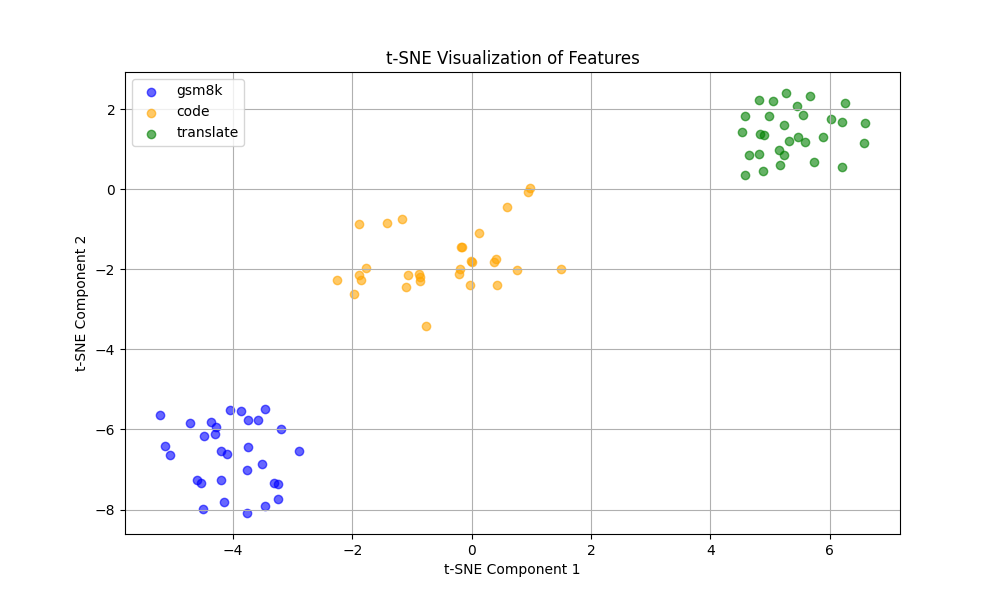 t-SNE Visualization of Features
gsm8k
code
translate
t-SNE Component 2
2
0
−2
−4
−6
−8
−4
−2
0
2
4
6
t-SNE Component 1